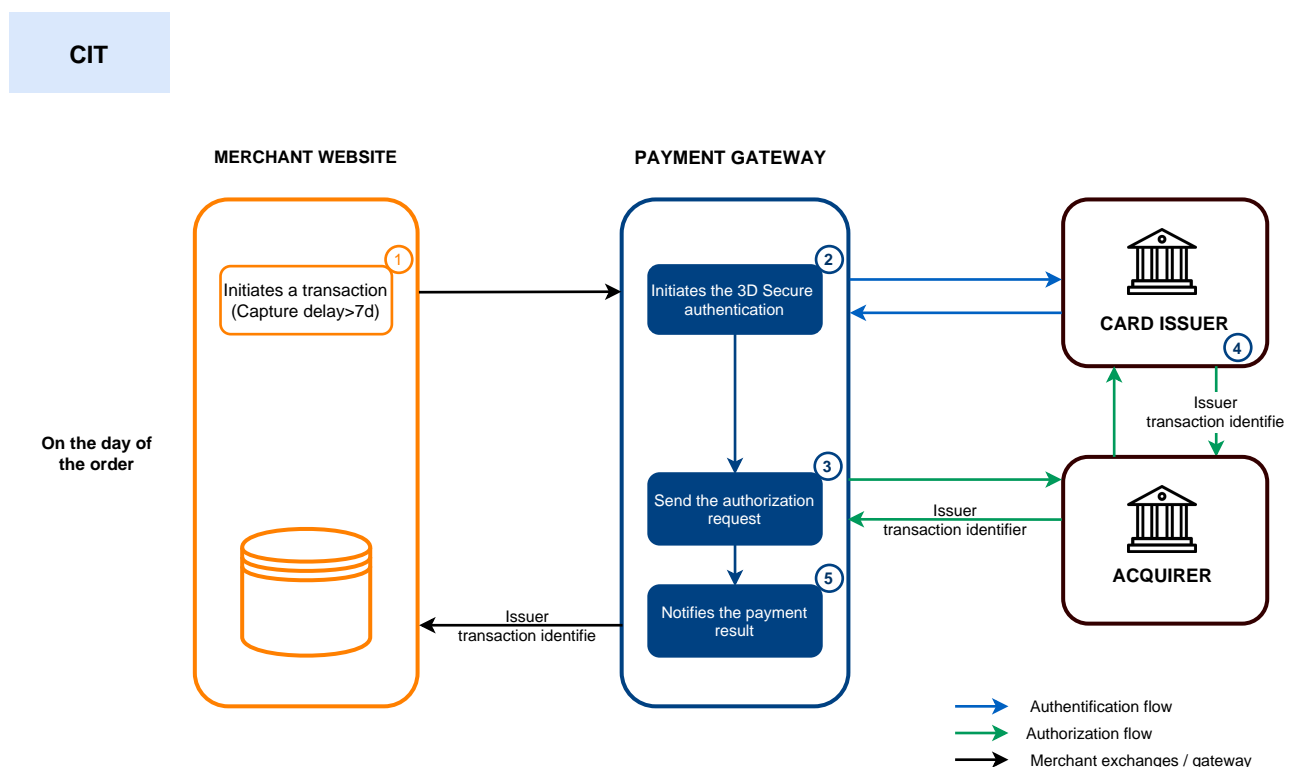 CIT
MERCHANT WEBSITE
PAYMENT GATEWAY
1
Initiates a transaction
(Capture delay>7d)
2
Initiates the 3D Secure
authentication
CARD ISSUER
4
Issuer
transaction identifie
On the day of
the order
3
Send the authorization
request
Issuer
transaction identifier
ACQUIRER
5
Notifies the payment
result
Issuer
transaction identifie
Authentification flow
Authorization flow
Merchant exchanges / gateway